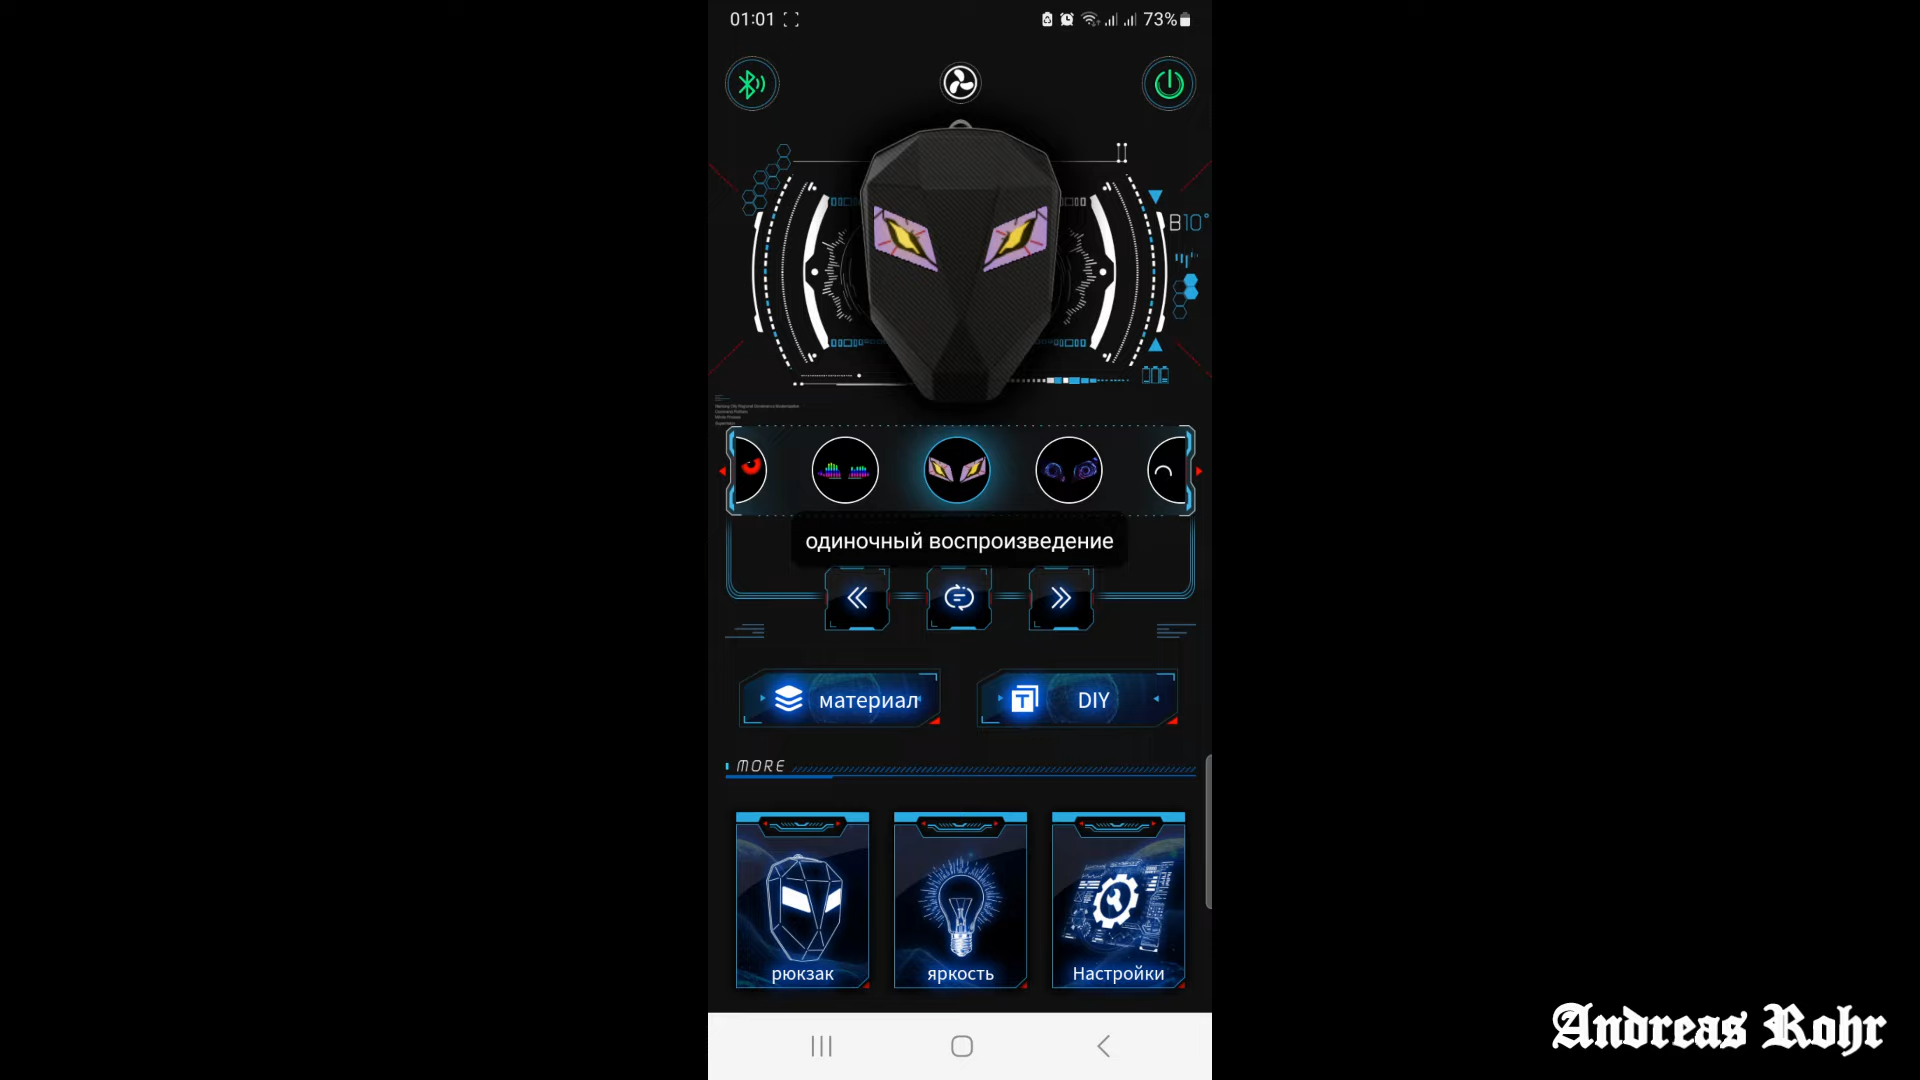 01:01
73%
B10°
одиночный воспроизведение
материал
DIY
MORE
рюкзак
яркость
Настройки
Andreas Rohr